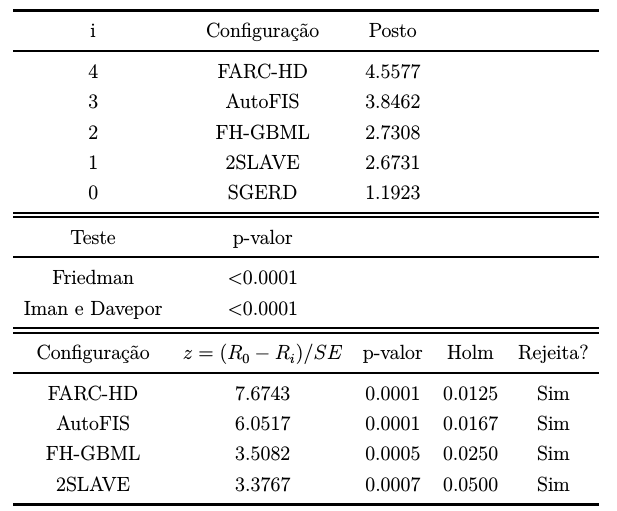 i Configuração Posto
4 FARC-HD 4.5577
3 AutoFIS 3.8462
2 FH-GBML 2.7308
1 2SLAVE 2.6731
0 SGERD 1.1923
Teste p-valor
Friedman <0.0001
Iman e Davepor <0.0001
Configuração z = (R₀ − Rᵢ)/SE p-valor Holm Rejeita?
FARC-HD 7.6743 0.0001 0.0125 Sim
AutoFIS 6.0517 0.0001 0.0167 Sim
FH-GBML 3.5082 0.0005 0.0250 Sim
2SLAVE 3.3767 0.0007 0.0500 Sim